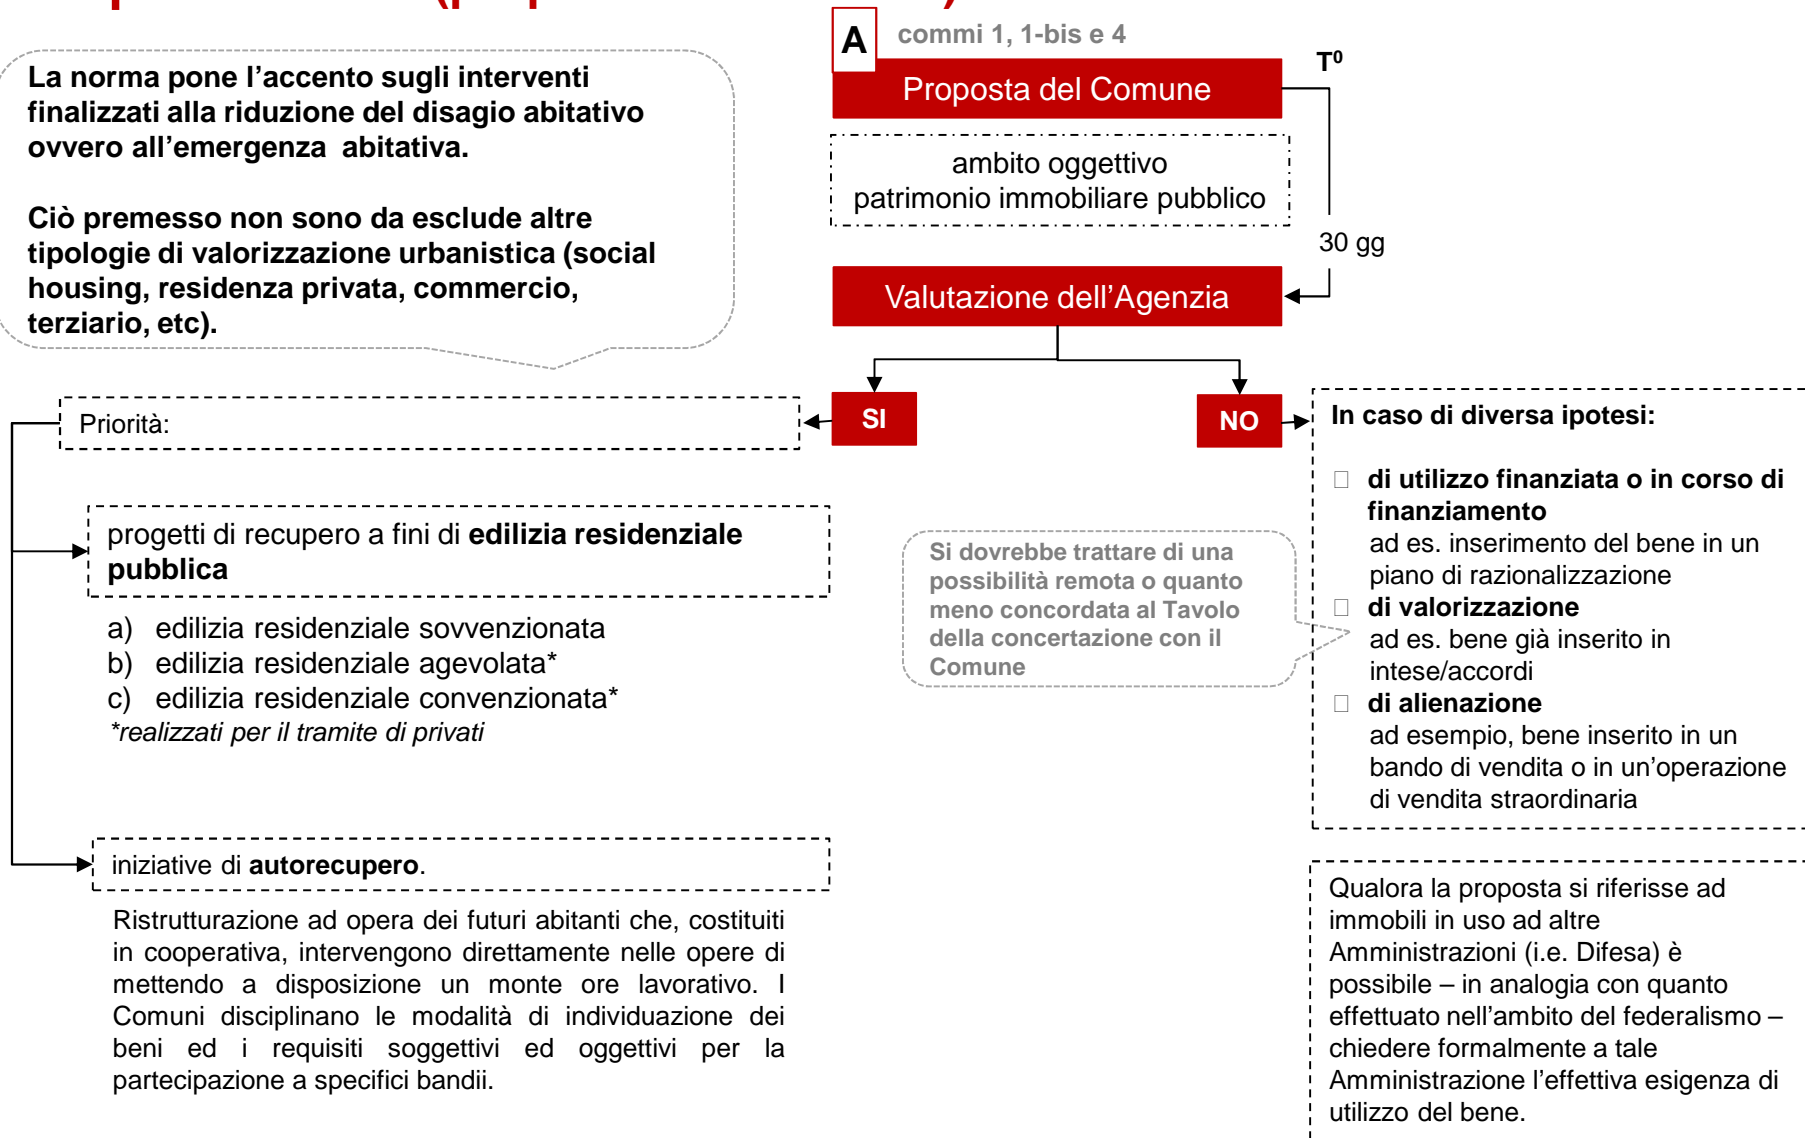 A
commi 1, 1-bis e 4
Proposta del Comune
T⁰
La norma pone l’accento sugli interventi
finalizzati alla riduzione del disagio abitativo
ovvero all’emergenza abitativa.
Ciò premesso non sono da esclude altre
tipologie di valorizzazione urbanistica (social
housing, residenza privata, commercio,
terziario, etc).
ambito oggettivo
patrimonio immobiliare pubblico
30 gg
Valutazione dell’Agenzia
SI
NO
Priorità:
progetti di recupero a fini di edilizia residenziale
pubblica
a) edilizia residenziale sovvenzionata
b) edilizia residenziale agevolata*
c) edilizia residenziale convenzionata*
*realizzati per il tramite di privati
iniziative di autorecupero.
Ristrutturazione ad opera dei futuri abitanti che, costituiti
in cooperativa, intervengono direttamente nelle opere di
mettendo a disposizione un monte ore lavorativo. I
Comuni disciplinano le modalità di individuazione dei
beni ed i requisiti soggettivi ed oggettivi per la
partecipazione a specifici bandii.
Si dovrebbe trattare di una
possibilità remota o quanto
meno concordata al Tavolo
della concertazione con il
Comune
In caso di diversa ipotesi:
di utilizzo finanziata o in corso di
finanziamento
ad es. inserimento del bene in un
piano di razionalizzazione
di valorizzazione
ad es. bene già inserito in
intese/accordi
di alienazione
ad esempio, bene inserito in un
bando di vendita o in un’operazione
di vendita straordinaria
Qualora la proposta si riferisse ad
immobili in uso ad altre
Amministrazioni (i.e. Difesa) è
possibile – in analogia con quanto
effettuato nell’ambito del federalismo –
chiedere formalmente a tale
Amministrazione l’effettiva esigenza di
utilizzo del bene.